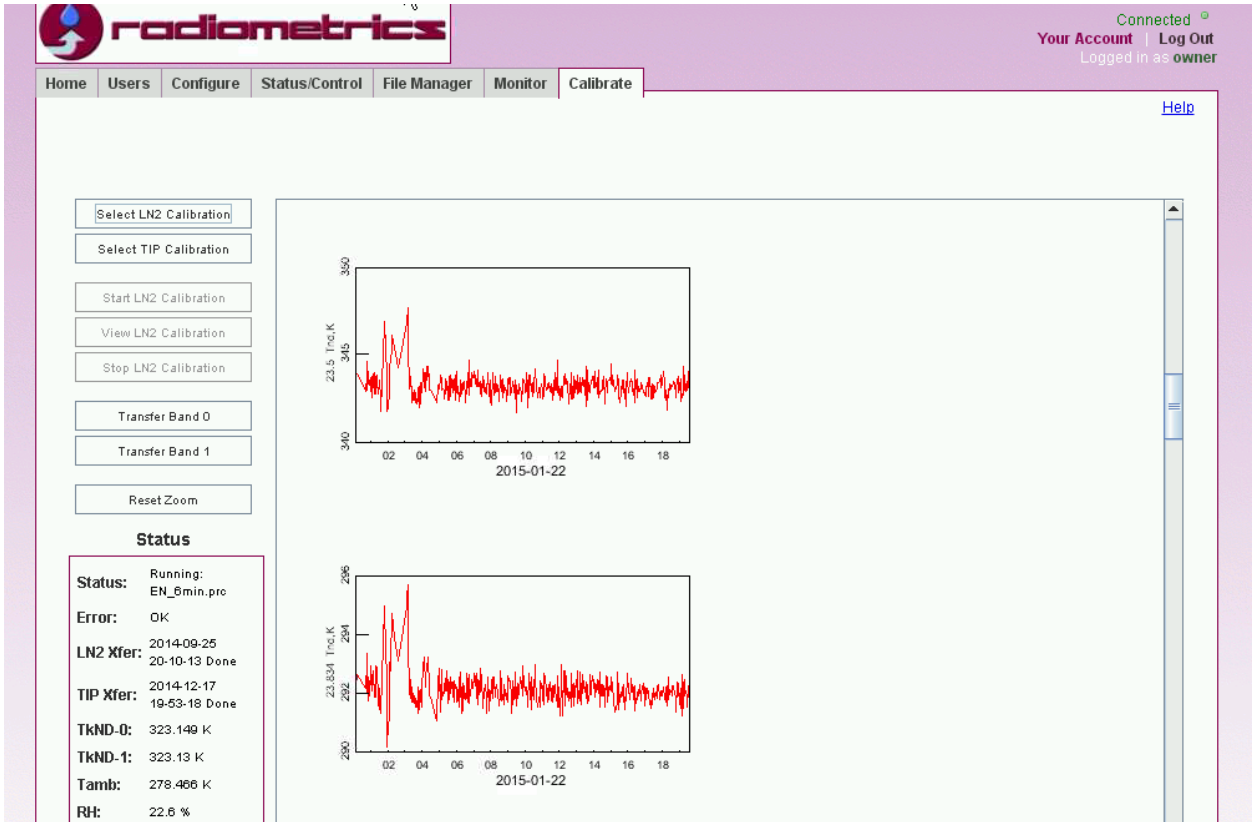 radiometrics
Connected
Your Account | Log Out
Logged in as owner
Home Users Configure Status/Control File Manager Monitor Calibrate
Help
Select LN2 Calibration
Select TIP Calibration
Start LN2 Calibration
View LN2 Calibration
Stop LN2 Calibration
Transfer Band 0
Transfer Band 1
Reset Zoom
Status
Status: Running:
EN_6min.prc
Error: OK
LN2 Xfer: 2014-09-25
20-10-13 Done
TIP Xfer: 2014-12-17
19-53-18 Done
TkND-0: 323.149 K
TkND-1: 323.13 K
Tamb: 278.466 K
RH: 22.6 %
350
345
340
23.5 Tnd,K
02 04 06 08 10 12 14 16 18
2015-01-22
296
294
292
290
23.834 Tnd,K
02 04 06 08 10 12 14 16 18
2015-01-22